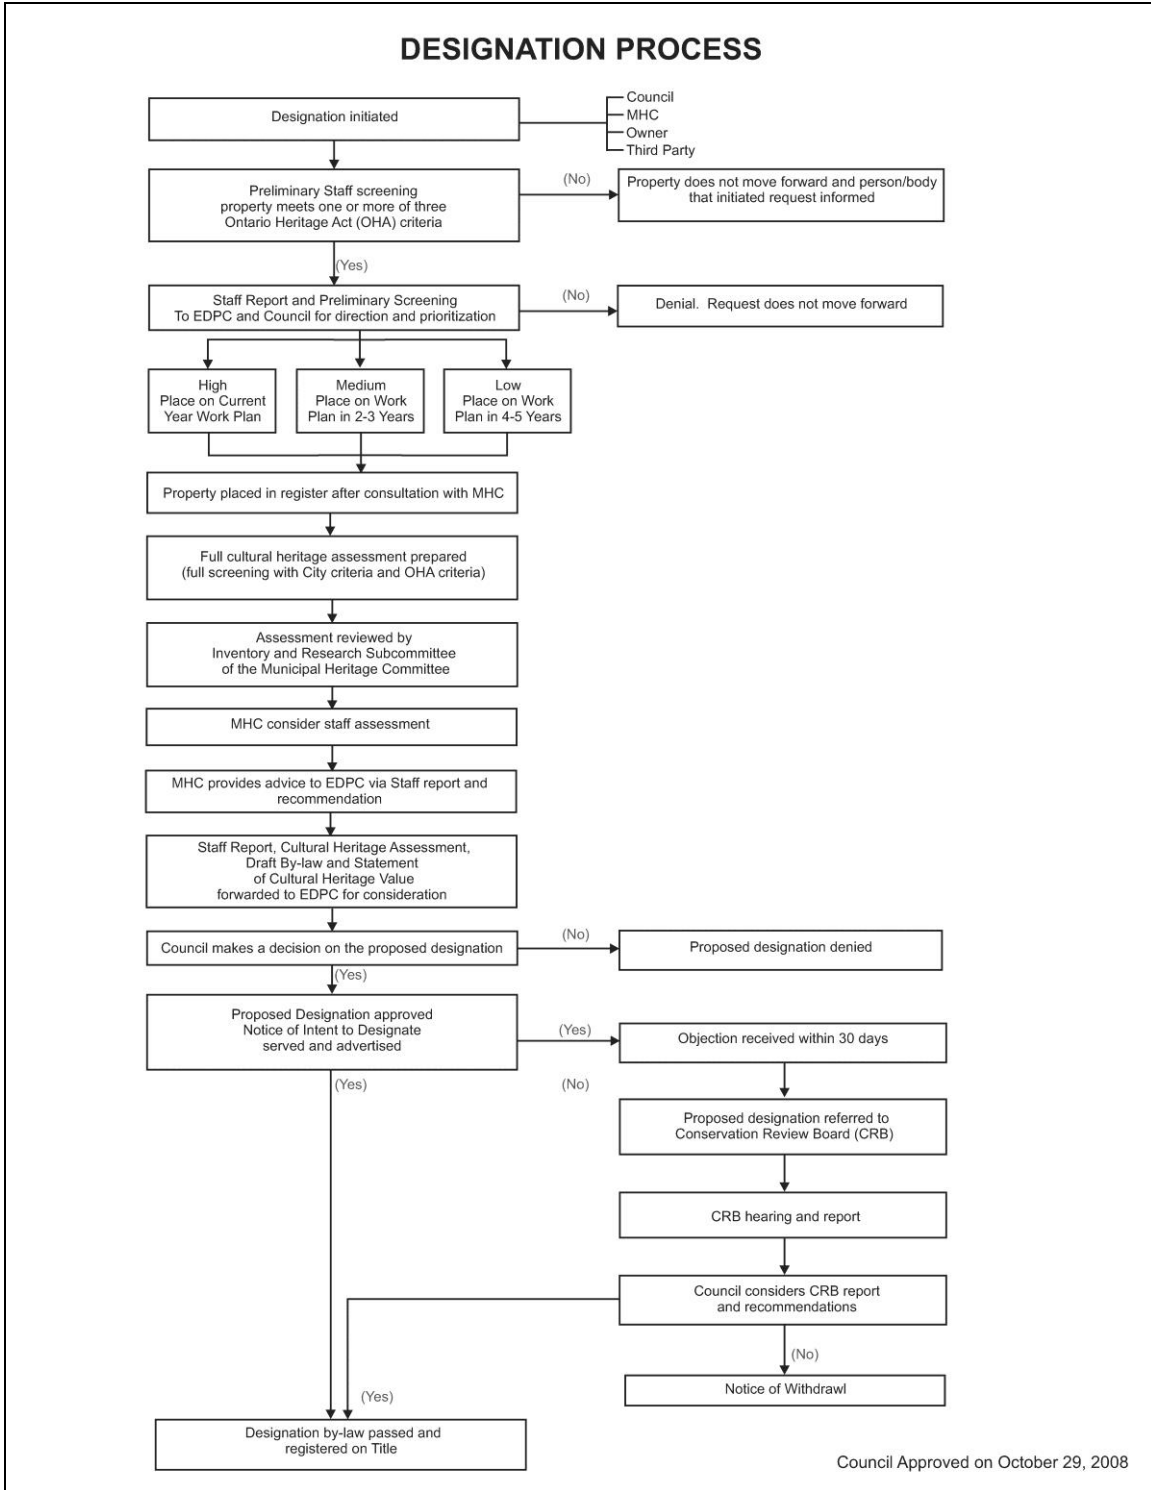 DESIGNATION PROCESS
Designation initiated
Council
MHC
Owner
Third Party
Preliminary Staff screening
property meets one or more of three
Ontario Heritage Act (OHA) criteria
(No)
Property does not move forward and person/body
that initiated request informed
(Yes)
Staff Report and Preliminary Screening
To EDPC and Council for direction and prioritization
(No)
Denial. Request does not move forward
High
Place on Current
Year Work Plan
Medium
Place on Work
Plan in 2-3 Years
Low
Place on Work
Plan in 4-5 Years
Property placed in register after consultation with MHC
Full cultural heritage assessment prepared
(full screening with City criteria and OHA criteria)
Assessment reviewed by
Inventory and Research Subcommittee
of the Municipal Heritage Committee
MHC consider staff assessment
MHC provides advice to EDPC via Staff report and
recommendation
Staff Report, Cultural Heritage Assessment,
Draft By-law and Statement
of Cultural Heritage Value
forwarded to EDPC for consideration
Council makes a decision on the proposed designation
(No)
Proposed designation denied
(Yes)
Proposed Designation approved
Notice of Intent to Designate
served and advertised
(Yes)
Objection received within 30 days
(Yes)
(No)
Proposed designation referred to
Conservation Review Board (CRB)
CRB hearing and report
Council considers CRB report
and recommendations
(No)
Notice of Withdrawl
(Yes)
Designation by-law passed and
registered on Title
Council Approved on October 29, 2008